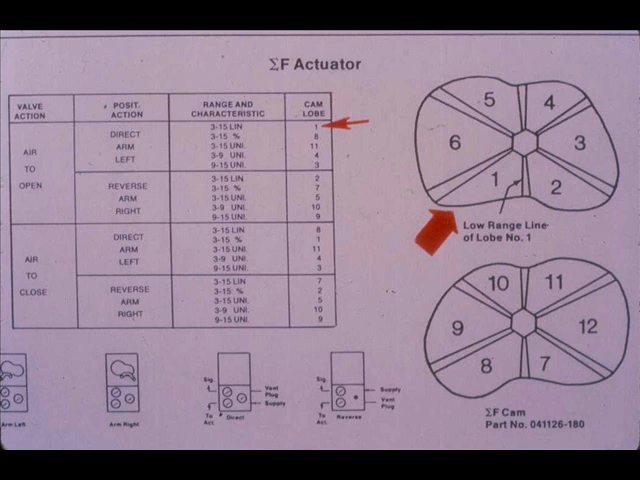 ΣF Actuator
VALVE ACTION POSIT. ACTION RANGE AND CHARACTERISTIC CAM LOBE
AIR TO OPEN
DIRECT ARM LEFT
3-15 LIN 1
3-15 % 8
3-15 UNI. 11
3-9 UNI. 4
9-15 UNI. 3
REVERSE ARM RIGHT
3-15 LIN 2
3-15 % 7
3-15 UNI. 5
3-9 UNI. 10
9-15 UNI. 9
AIR TO CLOSE
DIRECT ARM LEFT
3-15 LIN 8
3-15 % 1
3-15 UNI. 11
3-9 UNI. 4
9-15 UNI. 3
REVERSE ARM RIGHT
3-15 LIN 7
3-15 % 2
3-15 UNI. 5
3-9 UNI. 10
9-15 UNI. 9
5 4
6 3
1 2
Low Range Line
of Lobe No. 1
10 11
9 12
8 7
ΣF Cam
Part No. 041126-180
Arm Left
Arm Right
Sig.
Vent
Plug
Supply
To
Act.
Direct
Sig.
Supply
Vent
Plug
To
Act.
Reverse